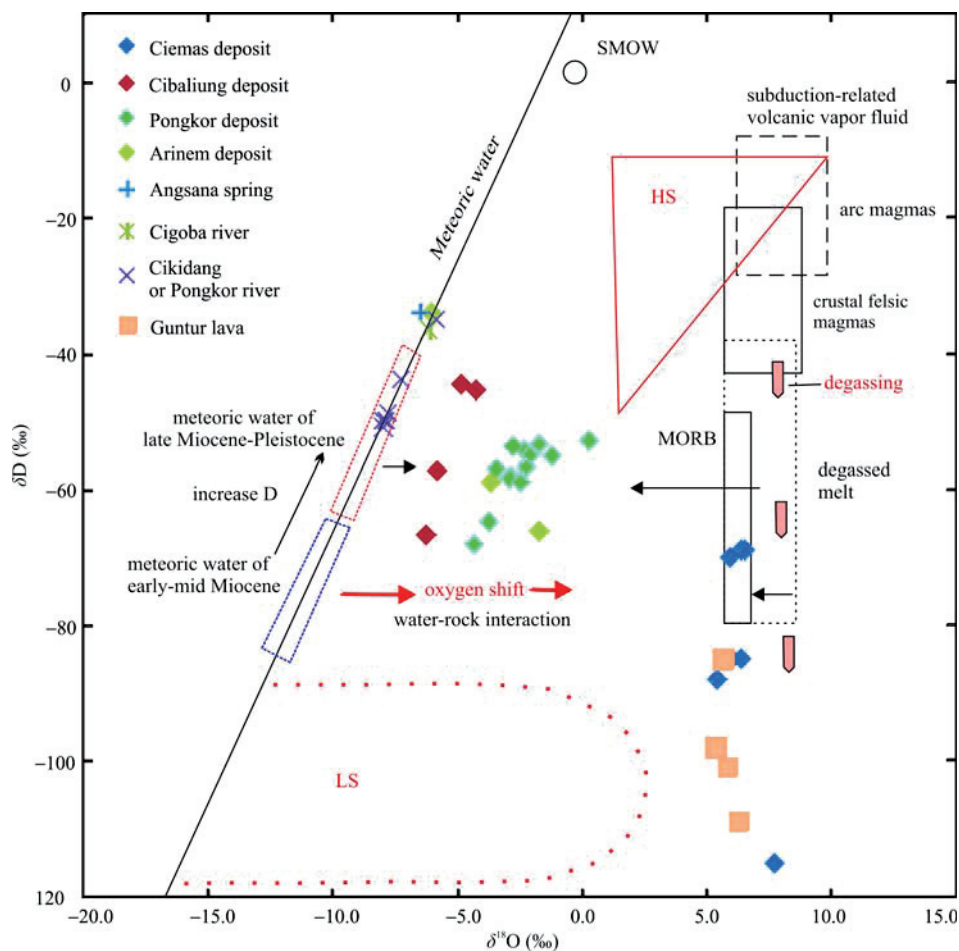 Ciemas deposit
Cibaliung deposit
Pongkor deposit
Arinem deposit
Angsana spring
Cigoba river
Cikidang
or Pongkor river
Guntur lava
SMOW
subduction-related
volcanic vapor fluid
Meteoric water
HS
arc magmas
crustal felsic
magmas
degassing
MORB
degassed
melt
meteoric water of
late Miocene-Pleistocene
increase D
meteoric water of
early-mid Miocene
oxygen shift
water-rock interaction
LS
δD (‰)
0
−20
−40
−60
−80
−100
120
−20.0
−15.0
−10.0
−5.0
0.0
5.0
10.0
15.0
δ¹⁸O (‰)